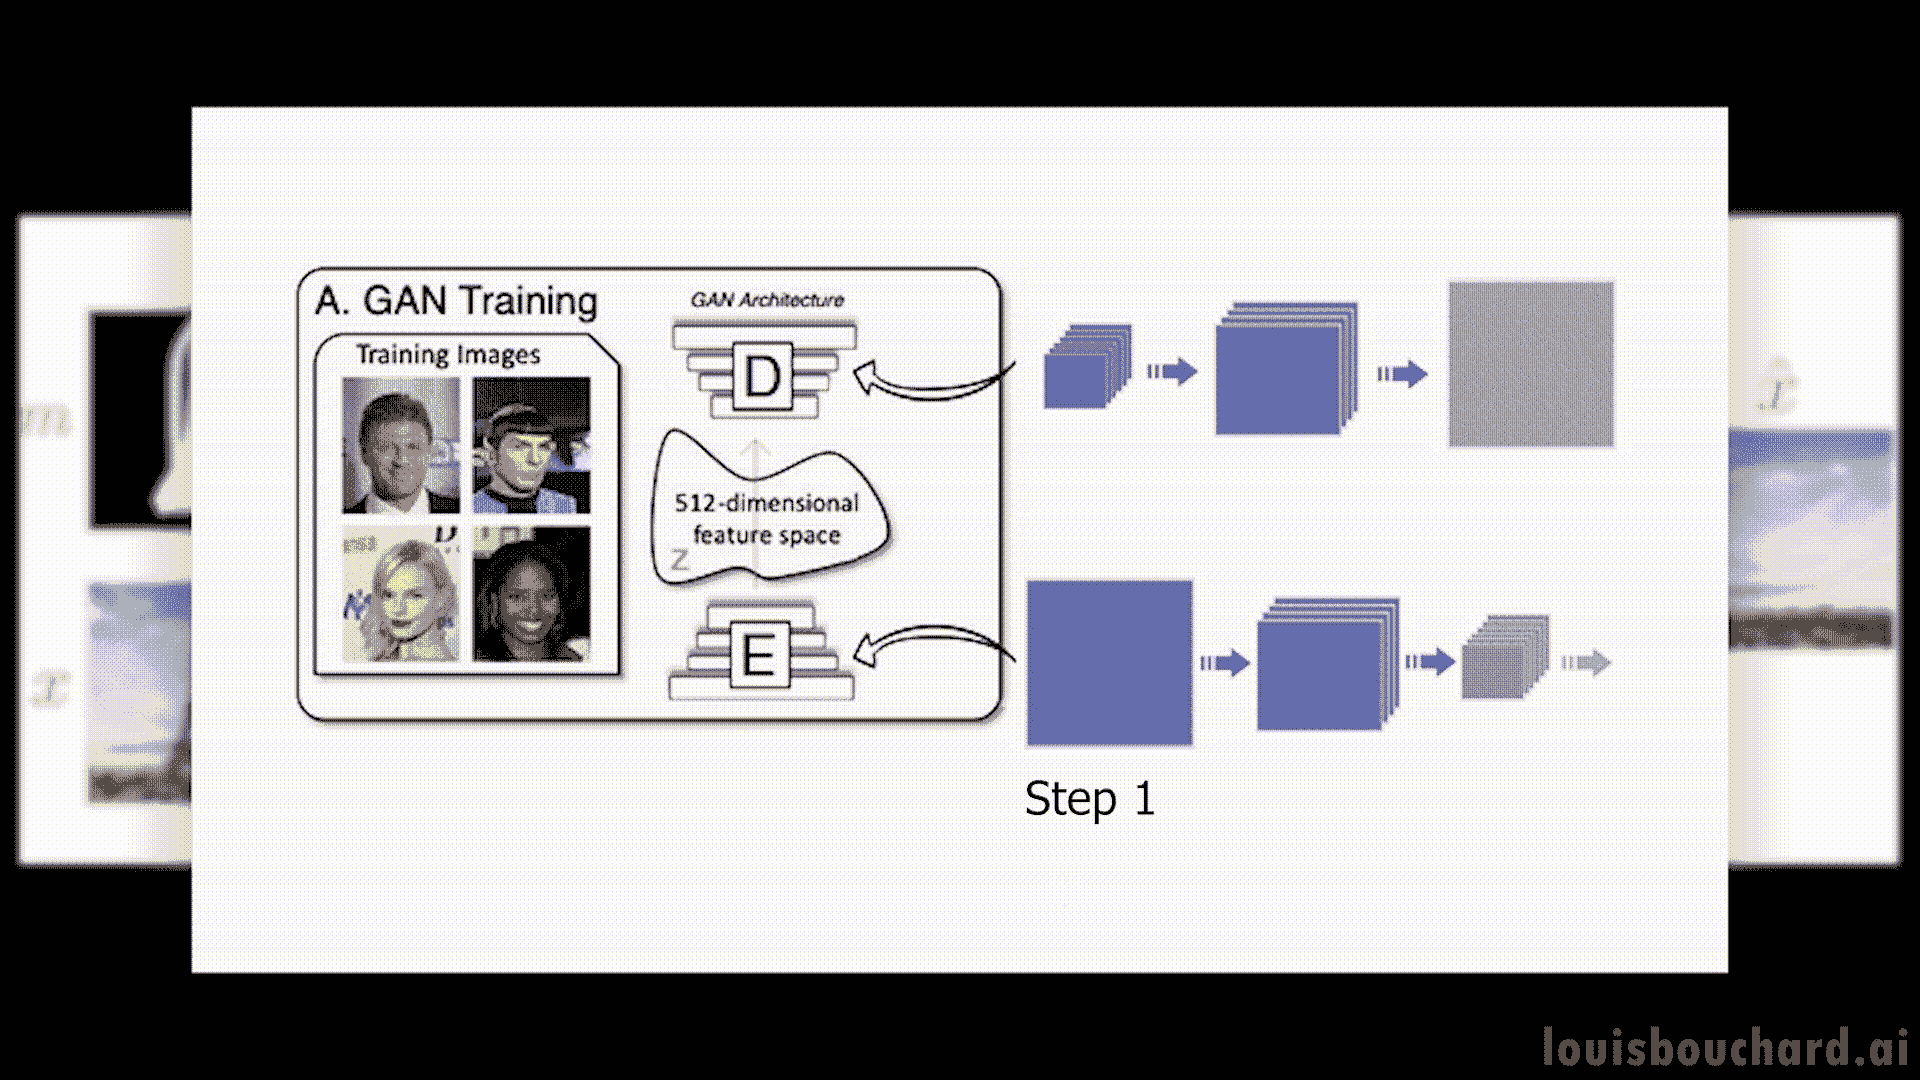 A. GAN Training
Training Images
GAN Architecture
D
512-dimensional
feature space
Z
E
Step 1
m
x
x̂
louisbouchard.ai